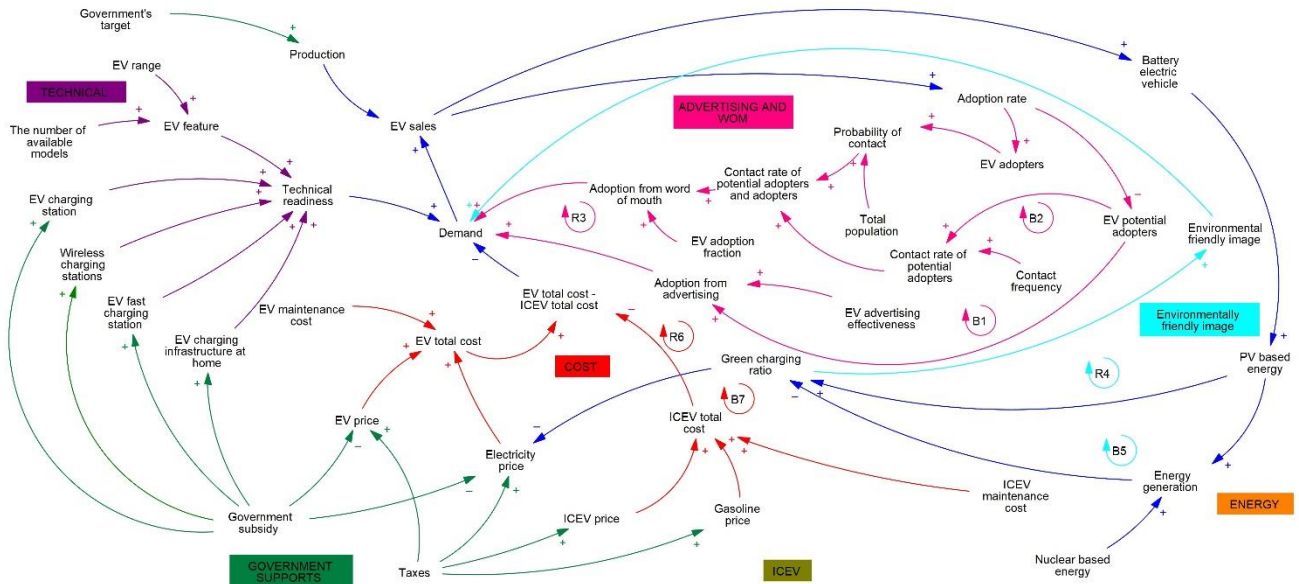 Government's target
Production
EV range
TECHNICAL
The number of
available
models
EV feature
EV sales
ADVERTISING AND
WOM
Adoption rate
Battery
electric
vehicle
Probability of
contact
EV adopters
Contact rate of
potential adopters
and adopters
Adoption from word
of mouth
Technical
readiness
EV charging
station
Demand
R3
Total
population
B2
EV potential
adopters
Environmental
friendly image
EV adoption
fraction
Wireless
charging
stations
Contact rate
of potential
adopters
Contact
frequency
Adoption from
advertising
EV total cost -
ICEV total cost
EV fast
charging
station
EV maintenance
cost
EV advertising
effectiveness
B1
Environmentally
friendly image
EV charging
infrastructure at
home
EV total cost
R6
COST
Green charging
ratio
PV based
energy
R4
B7
EV price
ICEV total
cost
Electricity
price
B5
Energy
generation
ENERGY
ICEV
maintenance
cost
Government
subsidy
ICEV price
Gasoline
price
GOVERNMENT
SUPPORTS
Taxes
ICEV
Nuclear based
energy